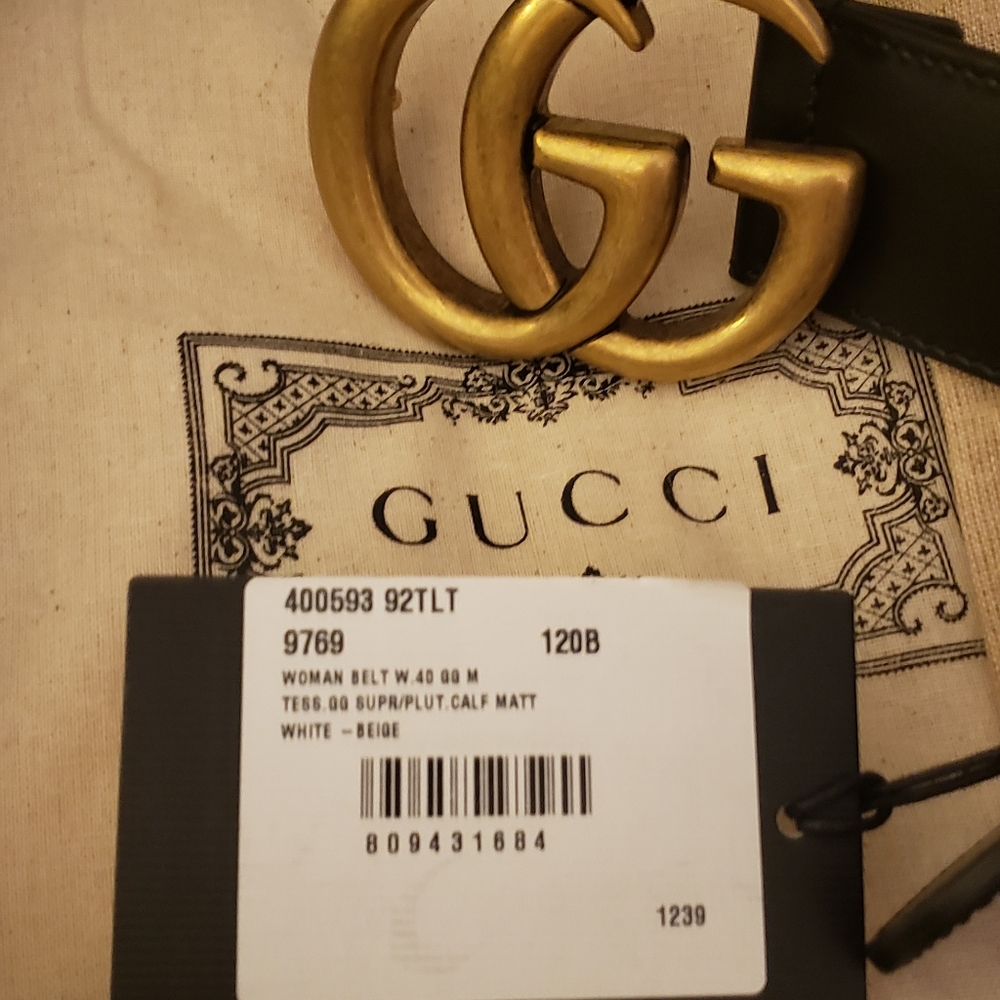 GUCCI
400593 92TLT
9769 120B
WOMAN BELT W.40 GG M
TESS.GG SUPR/PLUT.CALF MATT
WHITE -BEIGE
809431684
1239